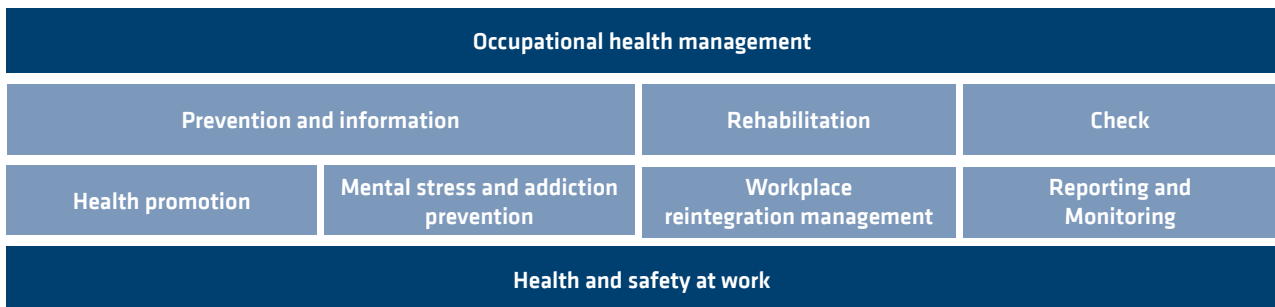 Occupational health management
Prevention and information
Rehabilitation
Check
Health promotion
Mental stress and addiction
prevention
Workplace
reintegration management
Reporting and
Monitoring
Health and safety at work